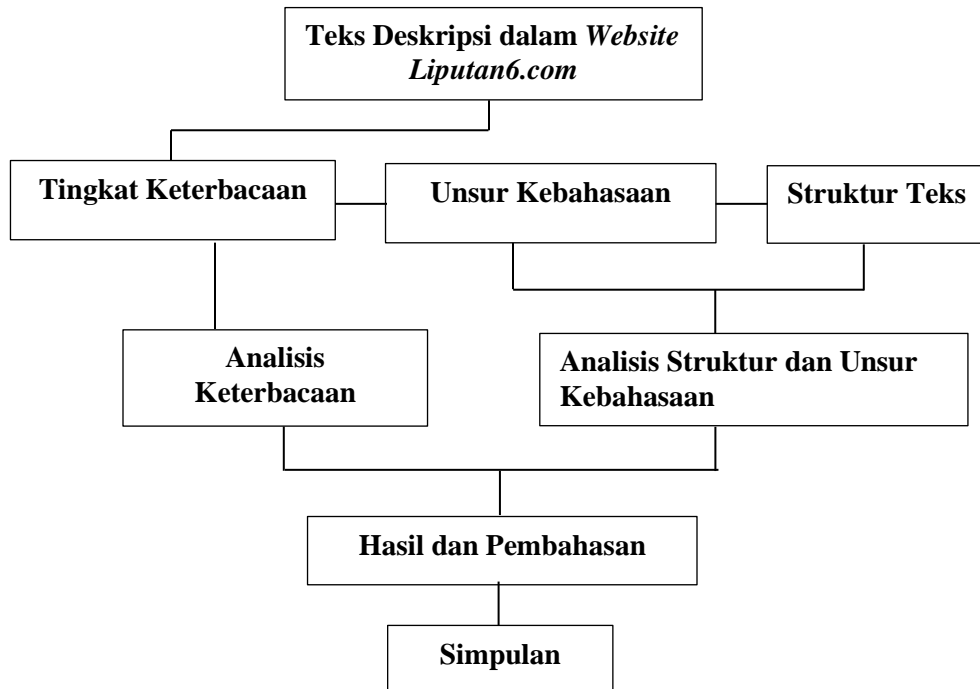 Teks Deskripsi dalam Website
Liputan6.com
Tingkat Keterbacaan
Unsur Kebahasaan
Struktur Teks
Analisis
Keterbacaan
Analisis Struktur dan Unsur
Kebahasaan
Hasil dan Pembahasan
Simpulan